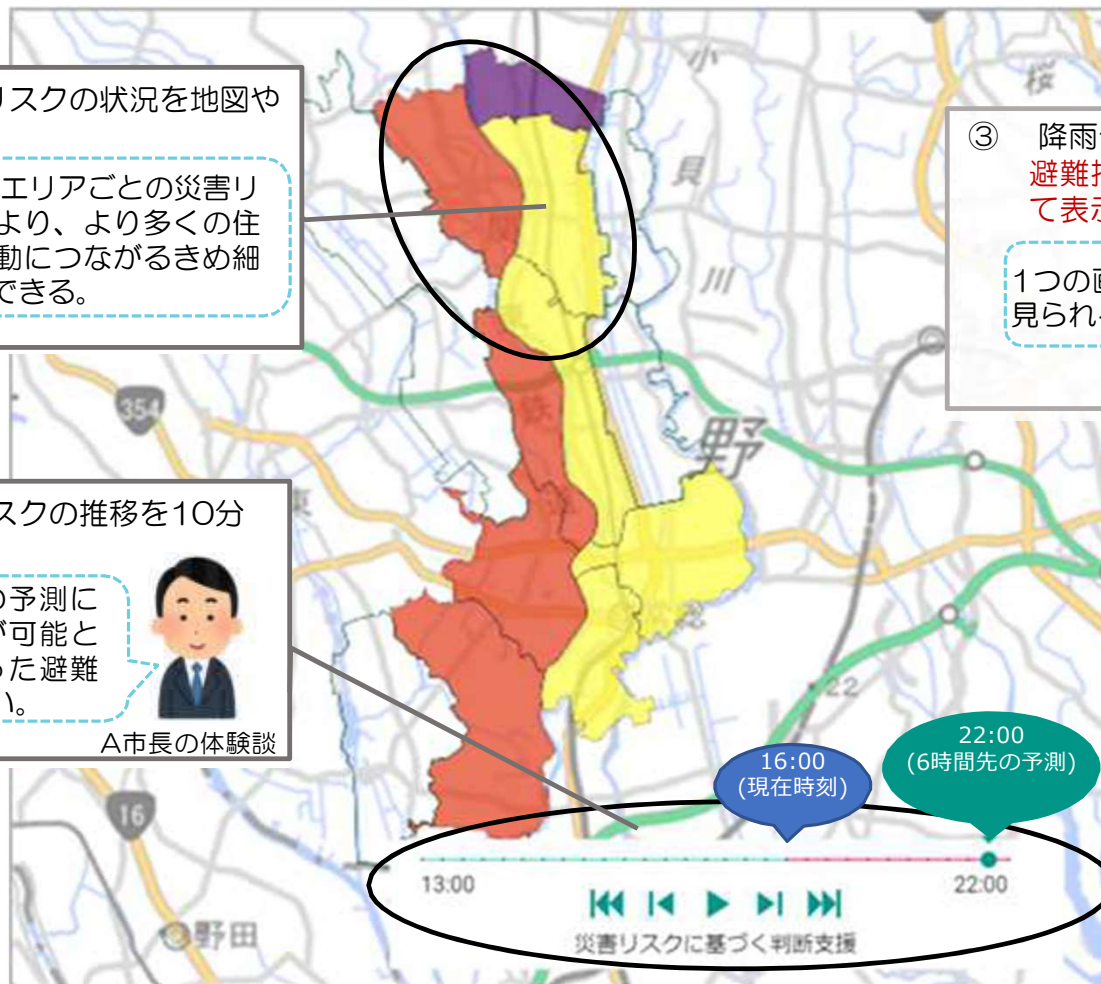 リスクの状況を地図や
エリアごとの災害リ
より、より多くの住
動につながるきめ細
できる。
③ 降雨
避難
て表示
1つの画
見られ
スクの推移を10分
の予測に
が可能と
った避難
い。
A市長の体験談
小
貝
川
桜
354
鉄
野
東
22
16
野田
16:00
(現在時刻)
22:00
(6時間先の予測)
13:00
22:00
災害リスクに基づく判断支援